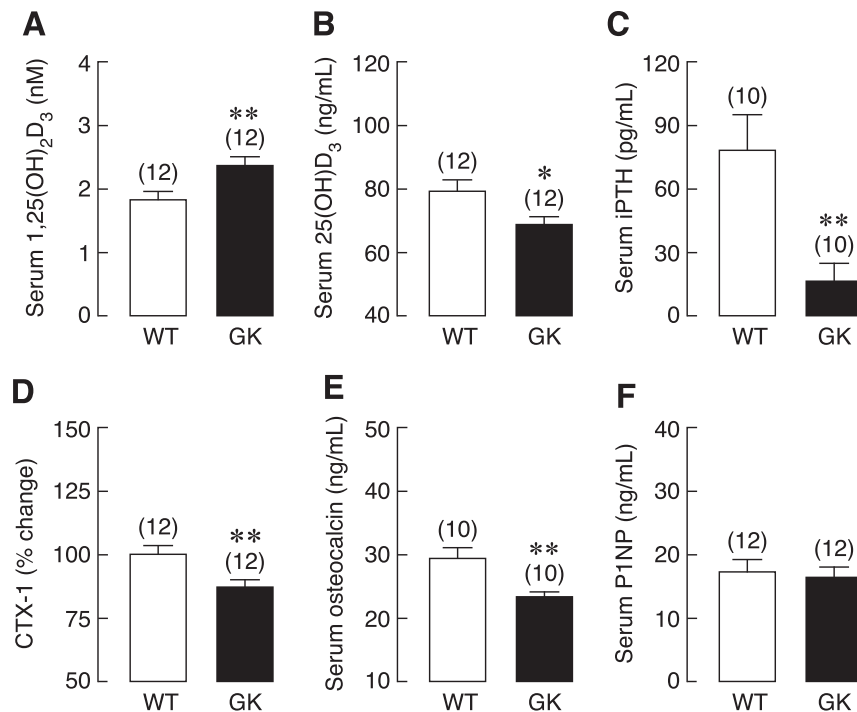 A
Serum 1,25(OH)2D3 (nM)
4
3
2
1
0
(12)
**
(12)
WT
GK
B
Serum 25(OH)D3 (ng/mL)
120
100
80
60
40
(12)
*
(12)
WT
GK
C
Serum iPTH (pg/mL)
120
90
60
30
0
(10)
**
(10)
WT
GK
D
CTX-1 (% change)
150
125
100
75
50
(12)
**
(12)
WT
GK
E
Serum osteocalcin (ng/mL)
50
40
30
20
10
(10)
**
(10)
WT
GK
F
Serum P1NP (ng/mL)
40
30
20
10
0
(12)
(12)
WT
GK